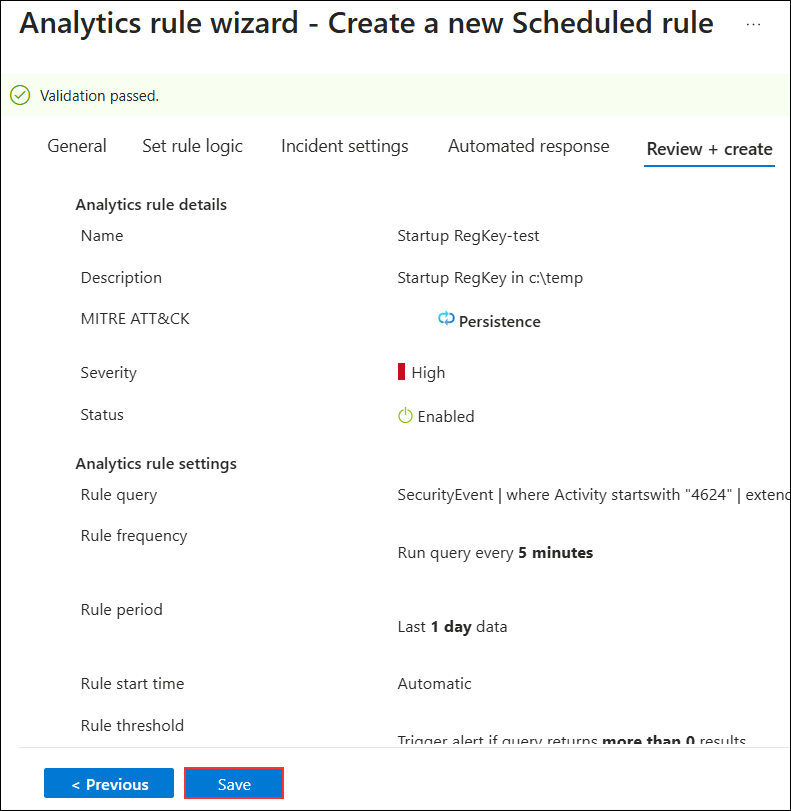 Analytics rule wizard - Create a new Scheduled rule ...
Validation passed.
General Set rule logic Incident settings Automated response Review + create
Analytics rule details
Name Startup RegKey-test
Description Startup RegKey in c:\temp
MITRE ATT&CK Persistence
Severity High
Status Enabled
Analytics rule settings
Rule query SecurityEvent | where Activity startswith "4624" | extend
Rule frequency
Run query every 5 minutes
Rule period
Last 1 day data
Rule start time Automatic
Rule threshold
Trigger alert if query returns more than 0 results
< Previous Save